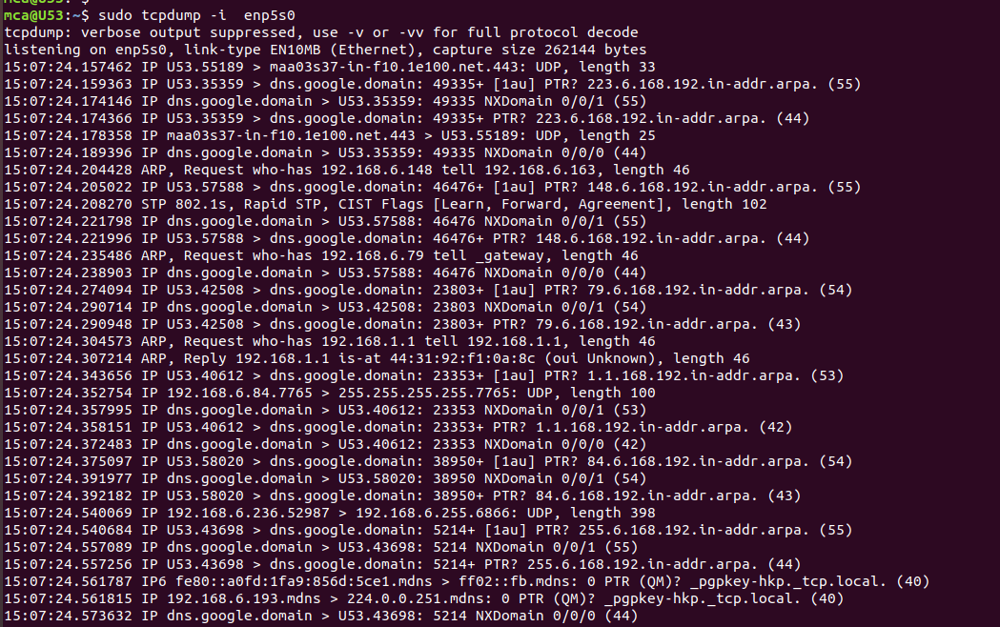 mca@U53:~$
mca@U53:~$ sudo tcpdump -i  enp5s0
tcpdump: verbose output suppressed, use -v or -vv for full protocol decode
listening on enp5s0, link-type EN10MB (Ethernet), capture size 262144 bytes
15:07:24.157462 IP U53.55189 > maa03s37-in-f10.1e100.net.443: UDP, length 33
15:07:24.159363 IP U53.35359 > dns.google.domain: 49335+ [1au] PTR? 223.6.168.192.in-addr.arpa. (55)
15:07:24.174146 IP dns.google.domain > U53.35359: 49335 NXDomain 0/0/1 (55)
15:07:24.174366 IP U53.35359 > dns.google.domain: 49335+ PTR? 223.6.168.192.in-addr.arpa. (44)
15:07:24.178358 IP maa03s37-in-f10.1e100.net.443 > U53.55189: UDP, length 25
15:07:24.189396 IP dns.google.domain > U53.35359: 49335 NXDomain 0/0/0 (44)
15:07:24.204428 ARP, Request who-has 192.168.6.148 tell 192.168.6.163, length 46
15:07:24.205022 IP U53.57588 > dns.google.domain: 46476+ [1au] PTR? 148.6.168.192.in-addr.arpa. (55)
15:07:24.208270 STP 802.1s, Rapid STP, CIST Flags [Learn, Forward, Agreement], length 102
15:07:24.221798 IP dns.google.domain > U53.57588: 46476 NXDomain 0/0/1 (55)
15:07:24.221996 IP U53.57588 > dns.google.domain: 46476+ PTR? 148.6.168.192.in-addr.arpa. (44)
15:07:24.235486 ARP, Request who-has 192.168.6.79 tell _gateway, length 46
15:07:24.238903 IP dns.google.domain > U53.57588: 46476 NXDomain 0/0/0 (44)
15:07:24.274094 IP U53.42508 > dns.google.domain: 23803+ [1au] PTR? 79.6.168.192.in-addr.arpa. (54)
15:07:24.290714 IP dns.google.domain > U53.42508: 23803 NXDomain 0/0/1 (54)
15:07:24.290948 IP U53.42508 > dns.google.domain: 23803+ PTR? 79.6.168.192.in-addr.arpa. (43)
15:07:24.304573 ARP, Request who-has 192.168.1.1 tell 192.168.1.1, length 46
15:07:24.307214 ARP, Reply 192.168.1.1 is-at 44:31:92:f1:0a:8c (oui Unknown), length 46
15:07:24.343656 IP U53.40612 > dns.google.domain: 23353+ [1au] PTR? 1.1.168.192.in-addr.arpa. (53)
15:07:24.352754 IP 192.168.6.84.7765 > 255.255.255.255.7765: UDP, length 100
15:07:24.357995 IP dns.google.domain > U53.40612: 23353 NXDomain 0/0/1 (53)
15:07:24.358151 IP U53.40612 > dns.google.domain: 23353+ PTR? 1.1.168.192.in-addr.arpa. (42)
15:07:24.372483 IP dns.google.domain > U53.40612: 23353 NXDomain 0/0/0 (42)
15:07:24.375097 IP U53.58020 > dns.google.domain: 38950+ [1au] PTR? 84.6.168.192.in-addr.arpa. (54)
15:07:24.391977 IP dns.google.domain > U53.58020: 38950 NXDomain 0/0/1 (54)
15:07:24.392182 IP U53.58020 > dns.google.domain: 38950+ PTR? 84.6.168.192.in-addr.arpa. (43)
15:07:24.540069 IP 192.168.6.236.52987 > 192.168.6.255.6866: UDP, length 398
15:07:24.540684 IP U53.43698 > dns.google.domain: 5214+ [1au] PTR? 255.6.168.192.in-addr.arpa. (55)
15:07:24.557089 IP dns.google.domain > U53.43698: 5214 NXDomain 0/0/1 (55)
15:07:24.557256 IP U53.43698 > dns.google.domain: 5214+ PTR? 255.6.168.192.in-addr.arpa. (44)
15:07:24.561787 IP6 fe80::a0fd:1fa9:856d:5ce1.mdns > ff02::fb.mdns: 0 PTR (QM)? _pgpkey-hkp._tcp.local. (40)
15:07:24.561815 IP 192.168.6.193.mdns > 224.0.0.251.mdns: 0 PTR (QM)? _pgpkey-hkp._tcp.local. (40)
15:07:24.573632 IP dns.google.domain > U53.43698: 5214 NXDomain 0/0/0 (44)